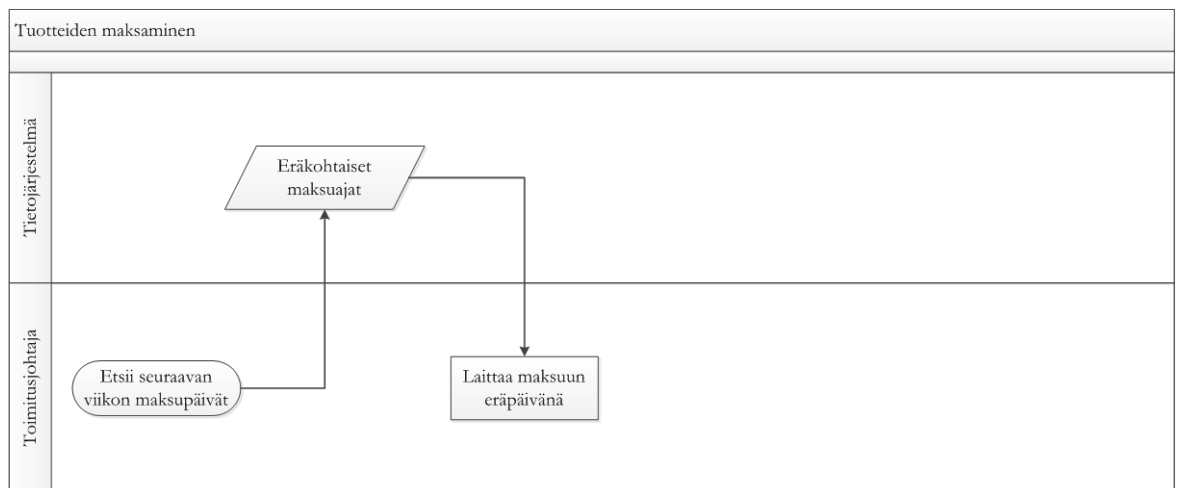 Tuotteiden maksaminen
Tietojärjestelmä
Eräkohtaiset
maksuajat
Toimitusjohtaja
Etsii seuraavan
viikon maksupäivät
Laittaa maksuun
eräpäivänä